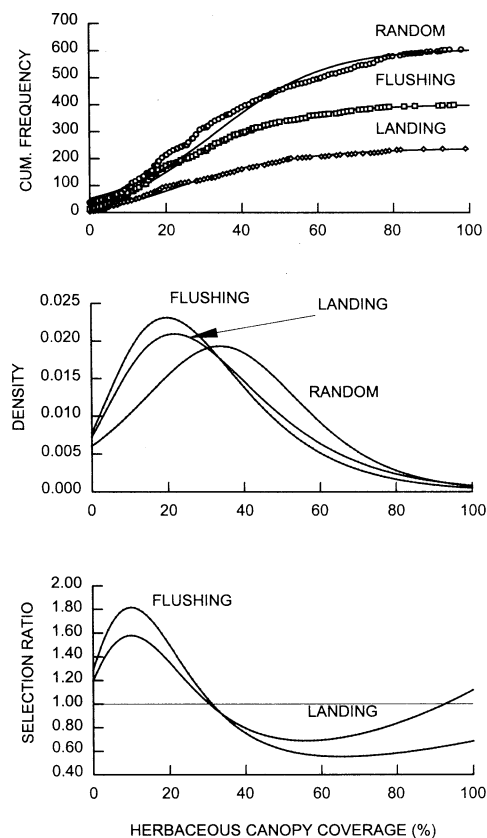 CUM. FREQUENCY
700
600
500
400
300
200
100
0
RANDOM
FLUSHING
LANDING
0 20 40 60 80 100
DENSITY
0.025
0.020
0.015
0.010
0.005
0.000
FLUSHING
LANDING
RANDOM
0 20 40 60 80 100
SELECTION RATIO
2.00
1.80
1.60
1.40
1.20
1.00
0.80
0.60
0.40
FLUSHING
LANDING
0 20 40 60 80 100
HERBACEOUS CANOPY COVERAGE (%)